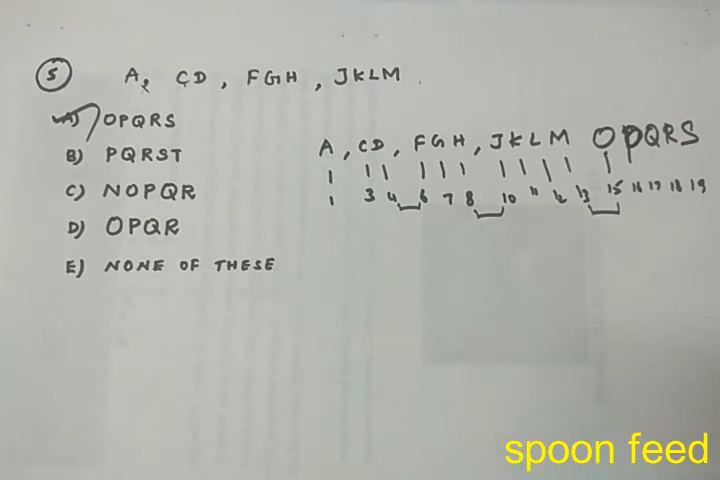 5 A, CD, FGH, JKLM
A) OPQRS
B) PQRST
C) NOPQR
D) OPQR
E) NONE OF THESE
A, CD, FGH, JKLM OPQRS
1 3 4 6 7 8 10 11 12 13 15 16 17 18 19
spoon feed